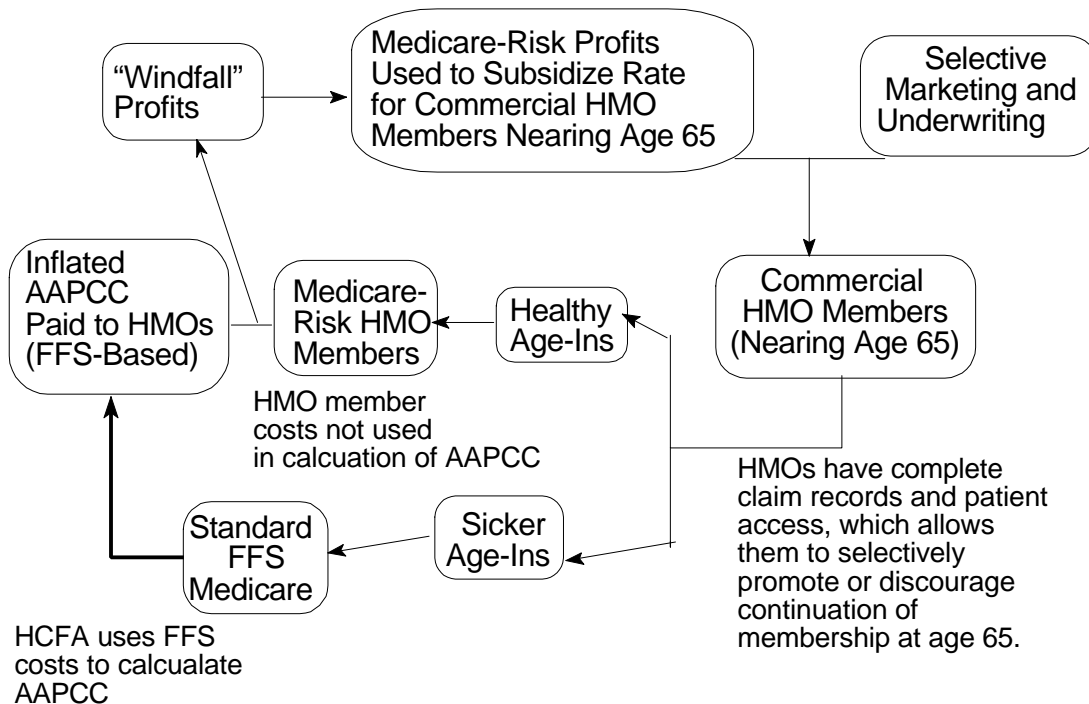 “Windfall”
Profits
Medicare-Risk Profits
Used to Subsidize Rate
for Commercial HMO
Members Nearing Age 65
Selective
Marketing and
Underwriting
Inflated
AAPCC
Paid to HMOs
(FFS-Based)
Medicare-
Risk HMO
Members
Healthy
Age-Ins
Commercial
HMO Members
(Nearing Age 65)
HMO member
costs not used
in calcuation of AAPCC
Standard
FFS
Medicare
Sicker
Age-Ins
HMOs have complete
claim records and patient
access, which allows
them to selectively
promote or discourage
continuation of
membership at age 65.
HCFA uses FFS
costs to calcualate
AAPCC